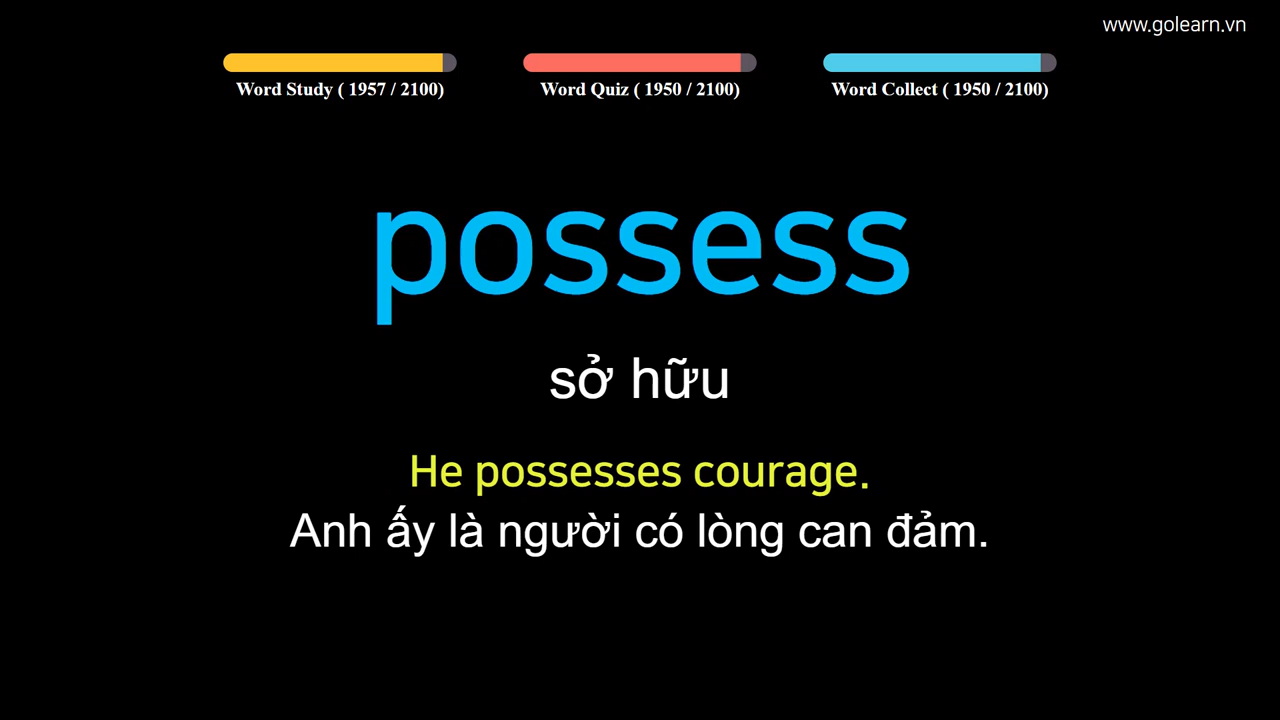 www.golearn.vn
Word Study ( 1957 / 2100)
Word Quiz ( 1950 / 2100)
Word Collect ( 1950 / 2100)
possess
sở hữu
He possesses courage.
Anh ấy là người có lòng can đảm.